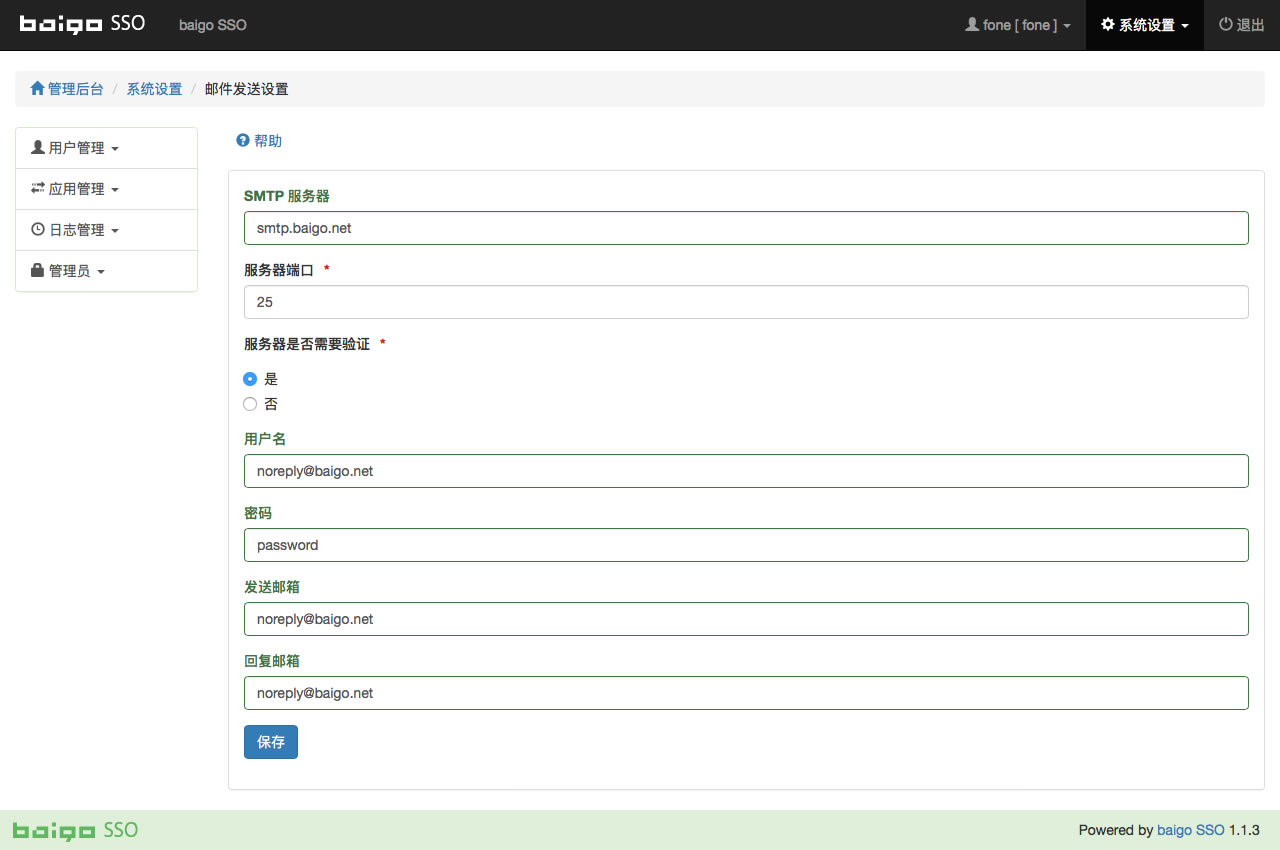 baigo SSO baigo SSO fone [ fone ] 系统设置 退出
管理后台 / 系统设置 / 邮件发送设置
用户管理
应用管理
日志管理
管理员
帮助
SMTP 服务器
smtp.baigo.net
服务器端口 *
25
服务器是否需要验证 *
是
否
用户名
noreply@baigo.net
密码
password
发送邮箱
noreply@baigo.net
回复邮箱
noreply@baigo.net
保存
baigo SSO Powered by baigo SSO 1.1.3